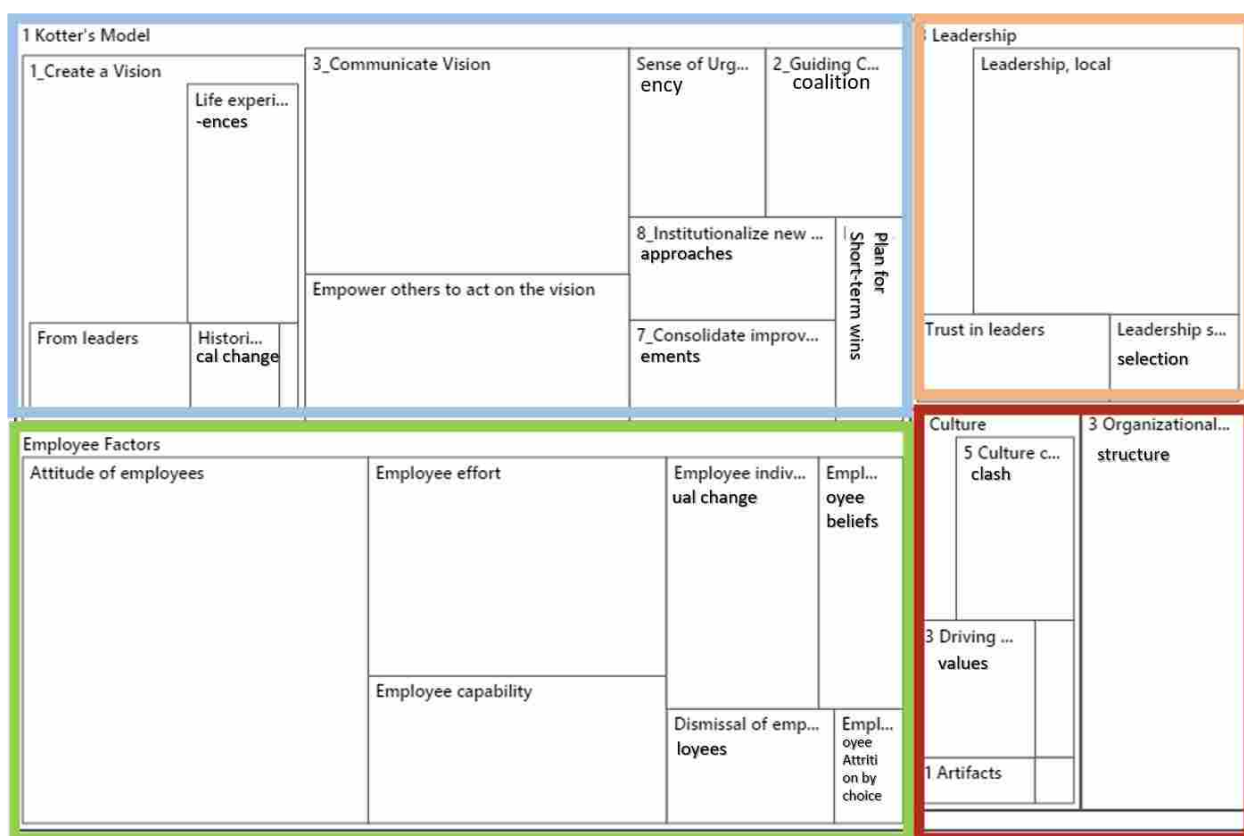 1 Kotter's Model
1_Create a Vision
Life experi...
-ences
From leaders
Histori...
cal change
3_Communicate Vision
Empower others to act on the vision
Sense of Urg...
ency
2_Guiding C...
coalition
8_Institutionalize new ...
approaches
7_Consolidate improv...
ements
Plan for
Short-term wins
Leadership
Leadership, local
Trust in leaders
Leadership s...
selection
Employee Factors
Attitude of employees
Employee effort
Employee capability
Employee indiv...
ual change
Empl...
oyee
beliefs
Dismissal of emp...
loyees
Empl...
oyee
Attriti
on by
choice
Culture
5 Culture c...
clash
3 Driving ...
values
1 Artifacts
3 Organizational...
structure